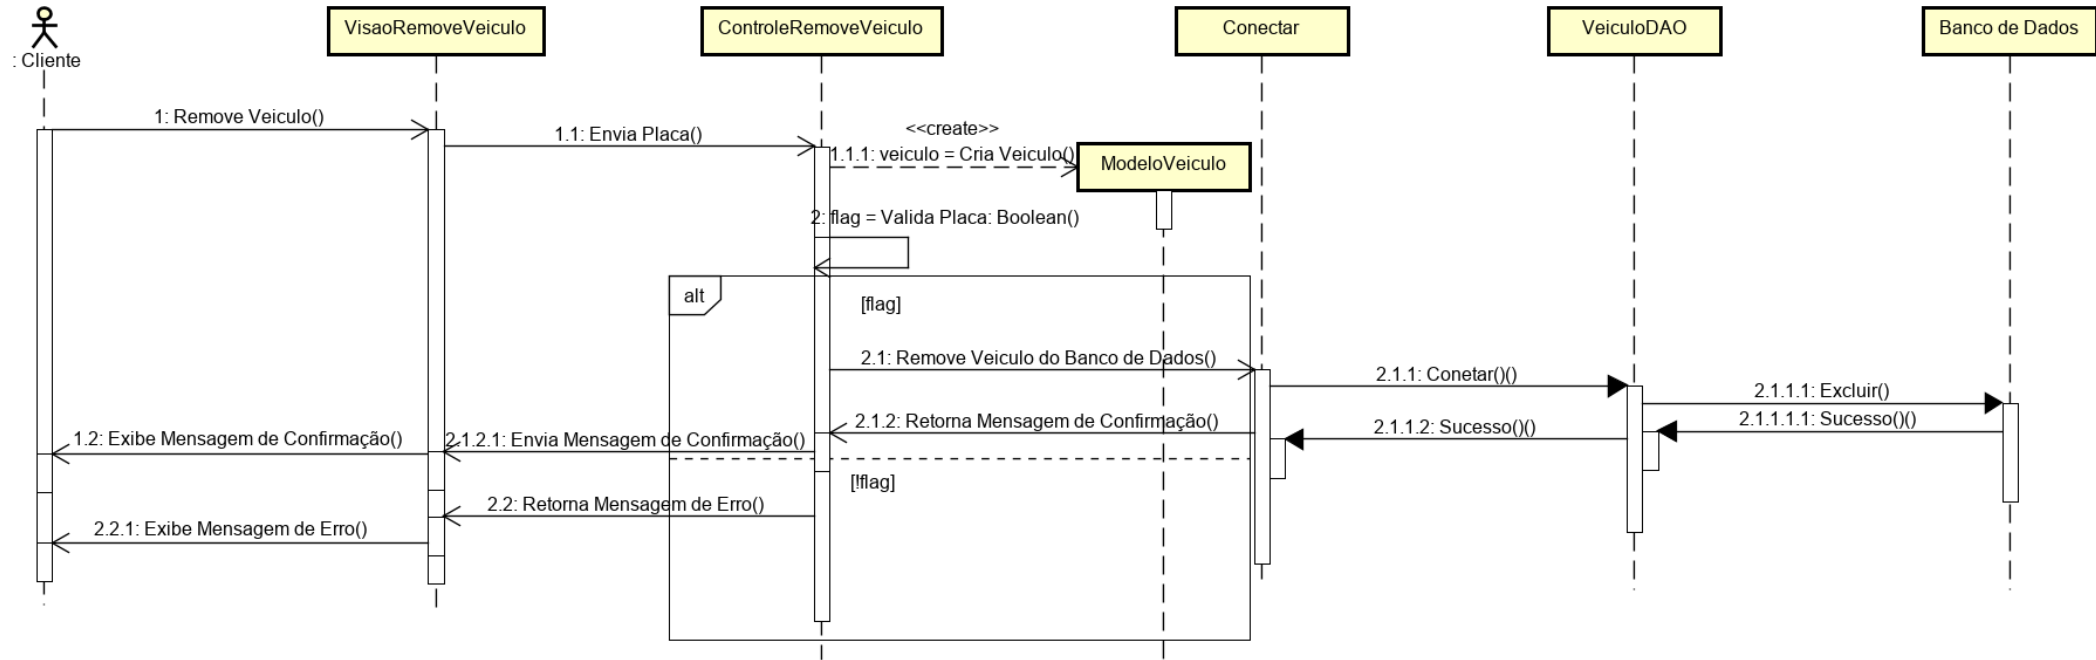 VisaoRemoveVeiculo
ControleRemoveVeiculo
Conectar
VeiculoDAO
Banco de Dados
: Cliente
1: Remove Veiculo()
1.1: Envia Placa()
<<create>>
1.1.1: veiculo = Cria Veiculo()
ModeloVeiculo
2: flag = Valida Placa: Boolean()
alt
[flag]
2.1: Remove Veiculo do Banco de Dados()
2.1.1: Conetar()()
2.1.1.1: Excluir()
2.1.1.1.1: Sucesso()()
2.1.1.2: Sucesso()()
2.1.2: Retorna Mensagem de Confirmação()
2.1.2.1: Envia Mensagem de Confirmação()
1.2: Exibe Mensagem de Confirmação()
[!flag]
2.2: Retorna Mensagem de Erro()
2.2.1: Exibe Mensagem de Erro()